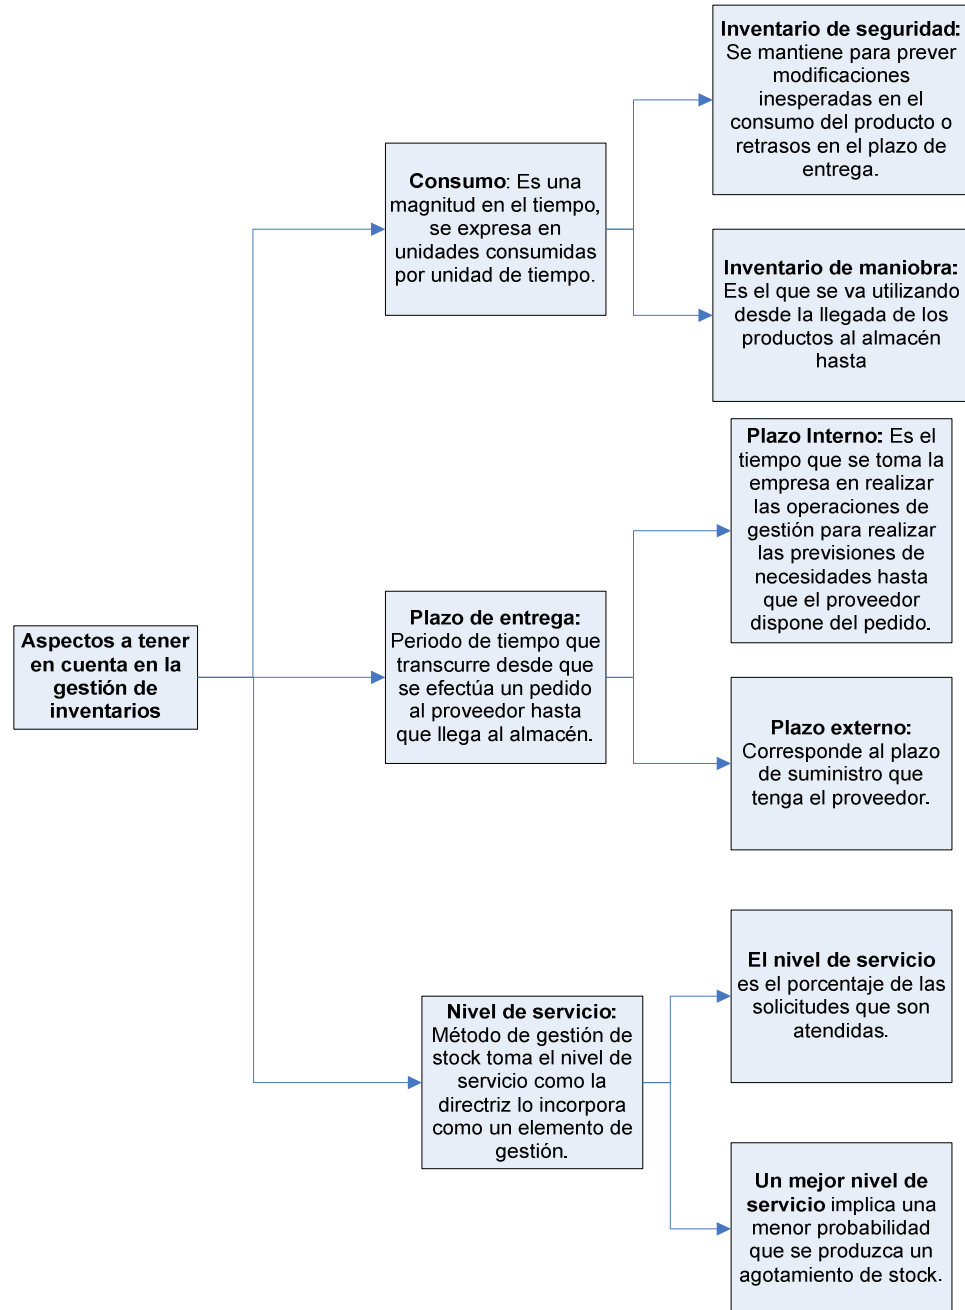 Aspectos a tener
en cuenta en la
gestión de
inventarios
Consumo: Es una
magnitud en el tiempo,
se expresa en
unidades consumidas
por unidad de tiempo.
Inventario de seguridad:
Se mantiene para prever
modificaciones
inesperadas en el
consumo del producto o
retrasos en el plazo de
entrega.
Inventario de maniobra:
Es el que se va utilizando
desde la llegada de los
productos al almacén
hasta
Plazo de entrega:
Periodo de tiempo que
transcurre desde que
se efectúa un pedido
al proveedor hasta
que llega al almacén.
Plazo Interno: Es el
tiempo que se toma la
empresa en realizar
las operaciones de
gestión para realizar
las previsiones de
necesidades hasta
que el proveedor
dispone del pedido.
Plazo externo:
Corresponde al plazo
de suministro que
tenga el proveedor.
Nivel de servicio:
Método de gestión de
stock toma el nivel de
servicio como la
directriz lo incorpora
como un elemento de
gestión.
El nivel de servicio
es el porcentaje de las
solicitudes que son
atendidas.
Un mejor nivel de
servicio implica una
menor probabilidad
que se produzca un
agotamiento de stock.